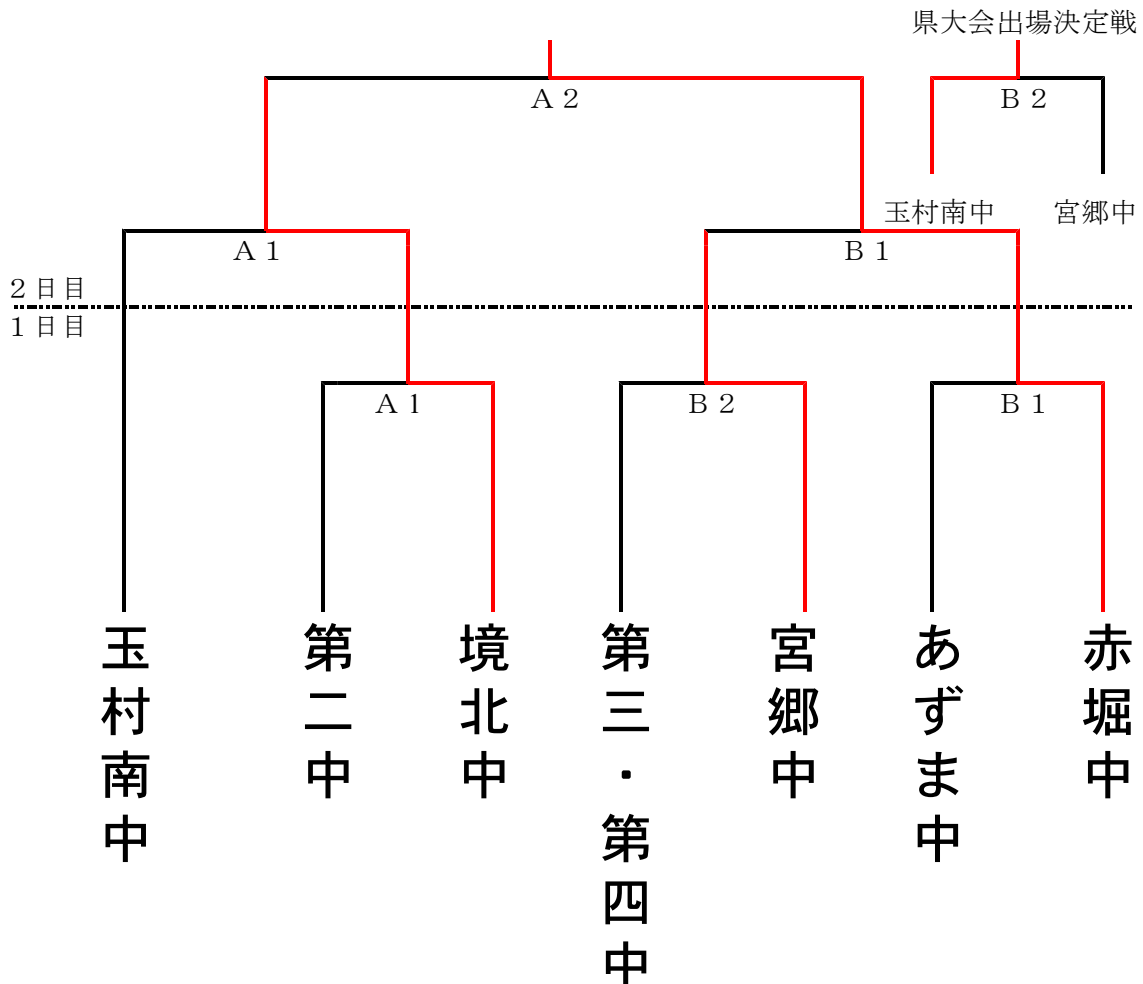 県大会出場決定戦
Ａ２
Ｂ２
玉村南中
宮郷中
Ａ１
Ｂ１
２日目
１日目
Ａ１
Ｂ２
Ｂ１
玉村南中
第二中
境北中
第三・第四中
宮郷中
あずま中
赤堀中